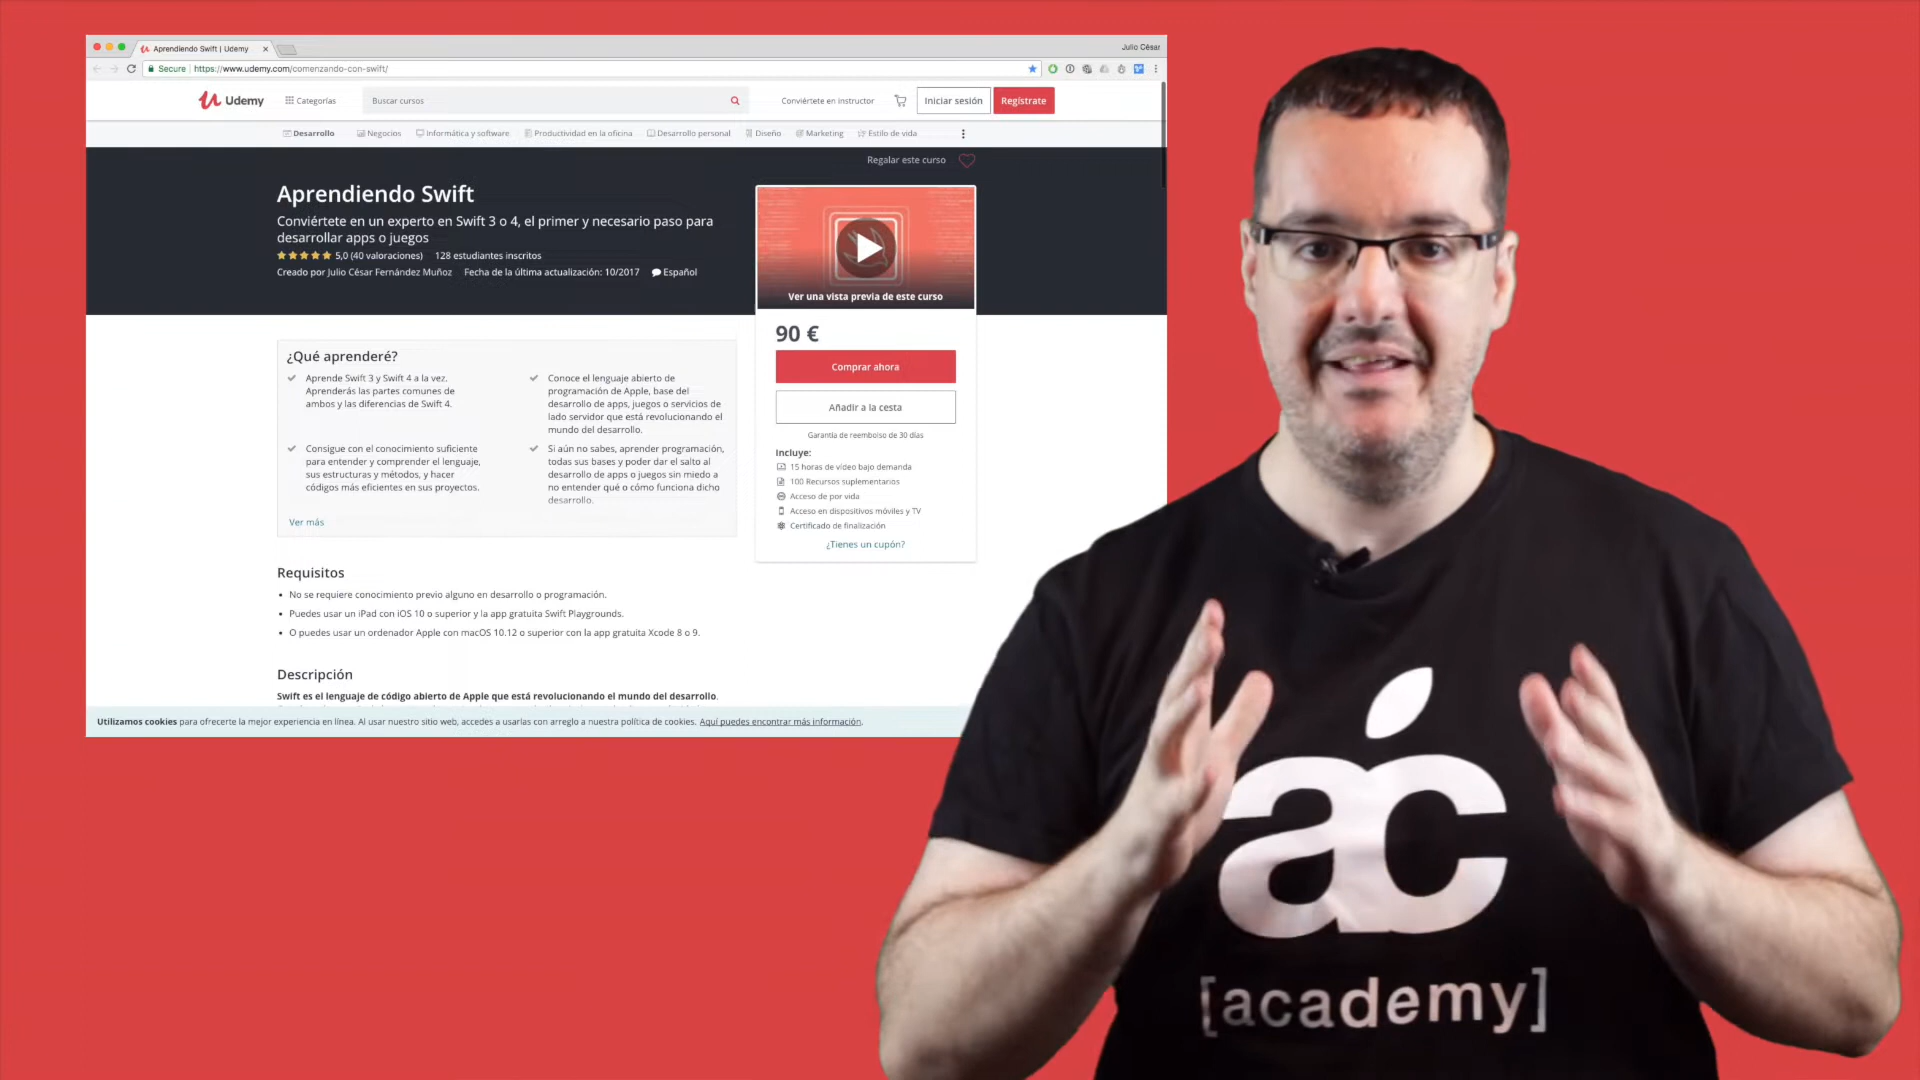 Aprendiendo Swift | Udemy
Julio César
Secure | https://www.udemy.com/comenzando-con-swift/
Udemy
Categorías
Buscar cursos
Conviértete en instructor
Iniciar sesión
Regístrate
Desarrollo
Negocios
Informática y software
Productividad en la oficina
Desarrollo personal
Diseño
Marketing
Estilo de vida
Regalar este curso
Aprendiendo Swift
Conviértete en un experto en Swift 3 o 4, el primer y necesario paso para
desarrollar apps o juegos
5,0 (40 valoraciones) 128 estudiantes inscritos
Creado por Julio César Fernández Muñoz Fecha de la última actualización: 10/2017 Español
Ver una vista previa de este curso
90 €
Comprar ahora
Añadir a la cesta
Garantía de reembolso de 30 días
Incluye:
15 horas de vídeo bajo demanda
100 Recursos suplementarios
Acceso de por vida
Acceso en dispositivos móviles y TV
Certificado de finalización
¿Tienes un cupón?
¿Qué aprenderé?
Aprende Swift 3 y Swift 4 a la vez.
Aprenderás las partes comunes de
ambos y las diferencias de Swift 4.
Conoce el lenguaje abierto de
programación de Apple, base del
desarrollo de apps, juegos o servicios de
lado servidor que está revolucionando el
mundo del desarrollo.
Consigue con el conocimiento suficiente
para entender y comprender el lenguaje,
sus estructuras y métodos, y hacer
códigos más eficientes en sus proyectos.
Si aún no sabes, aprender programación,
todas sus bases y poder dar el salto al
desarrollo de apps o juegos sin miedo a
no entender qué o cómo funciona dicho
desarrollo.
Ver más
Requisitos
No se requiere conocimiento previo alguno en desarrollo o programación.
Puedes usar un iPad con iOS 10 o superior y la app gratuita Swift Playgrounds.
O puedes usar un ordenador Apple con macOS 10.12 o superior con la app gratuita Xcode 8 o 9.
Descripción
Swift es el lenguaje de código abierto de Apple que está revolucionando el mundo del desarrollo.
Utilizamos cookies para ofrecerte la mejor experiencia en línea. Al usar nuestro sitio web, accedes a usarlas con arreglo a nuestra política de cookies. Aquí puedes encontrar más información.
ac
[academy]